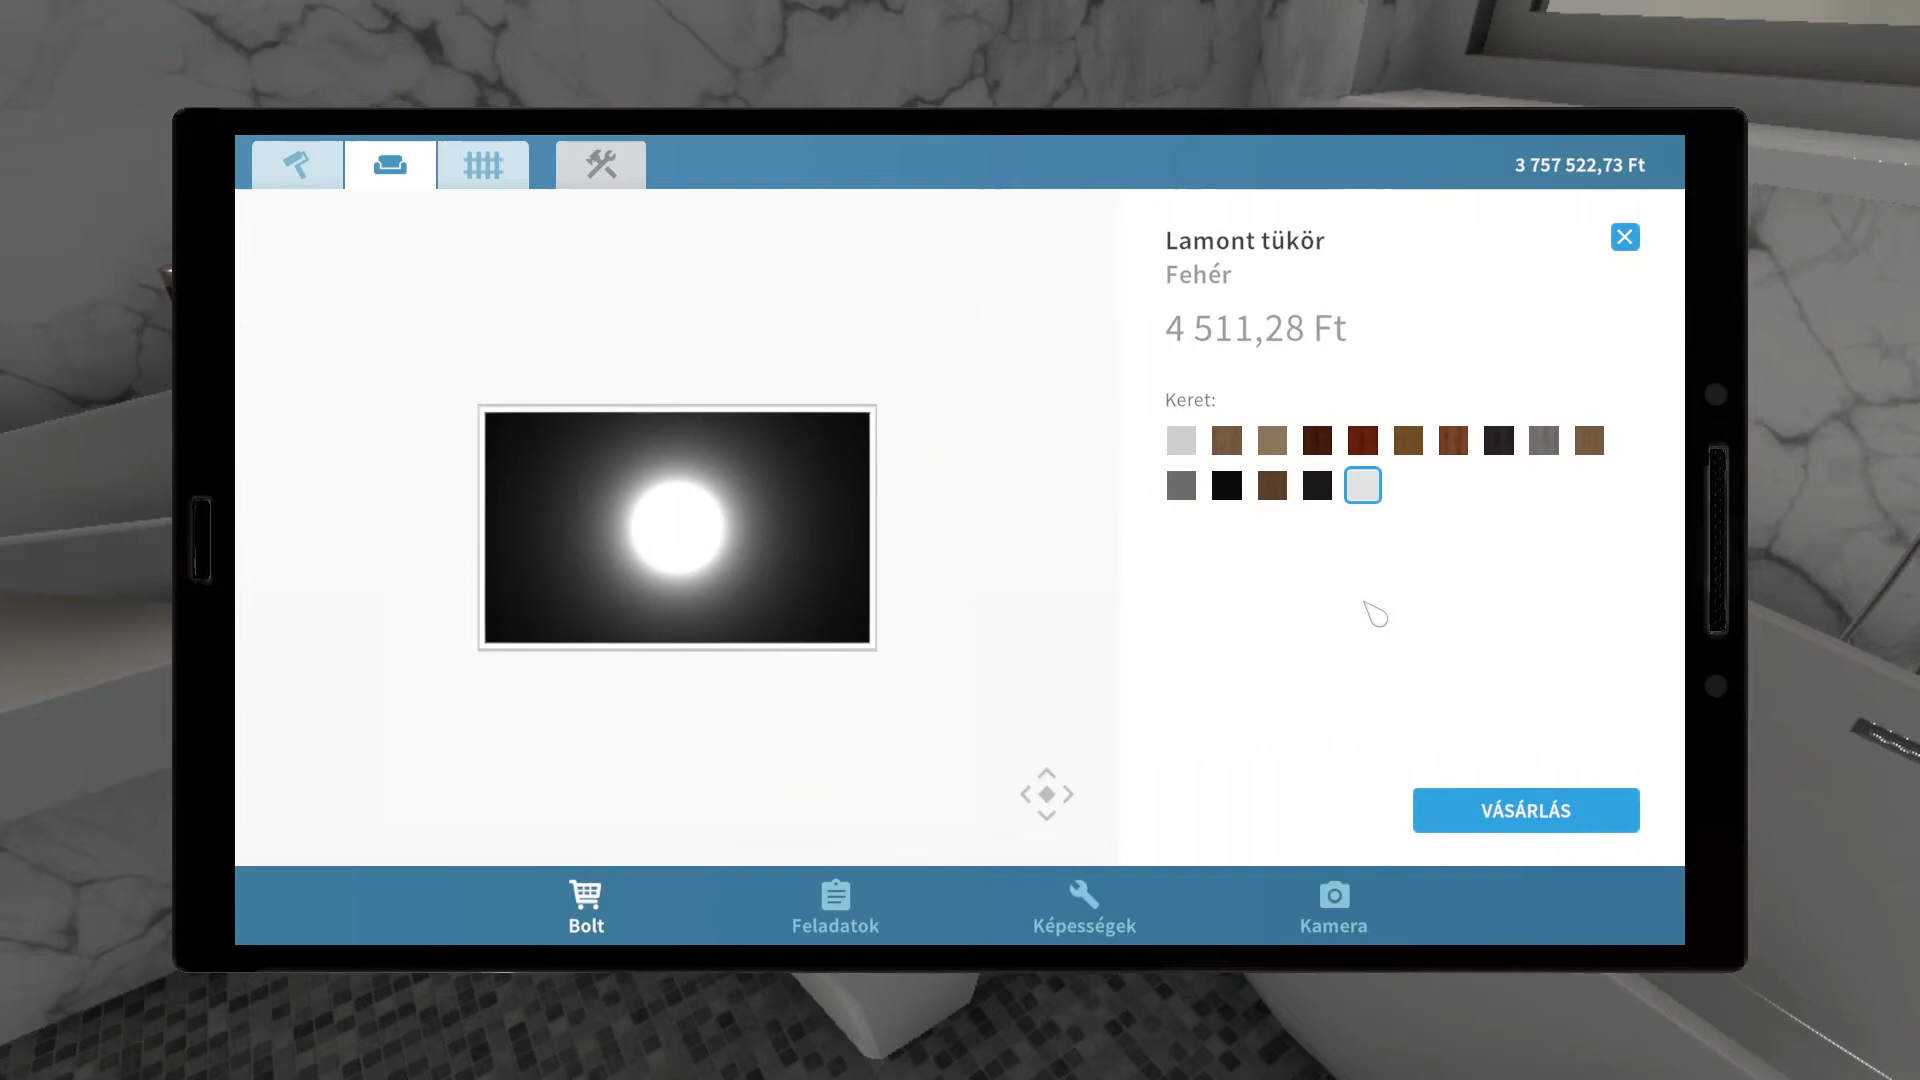 3 757 522,73 Ft
Lamont tükör
Fehér
4 511,28 Ft
Keret:
VÁSÁRLÁS
Bolt
Feladatok
Képességek
Kamera